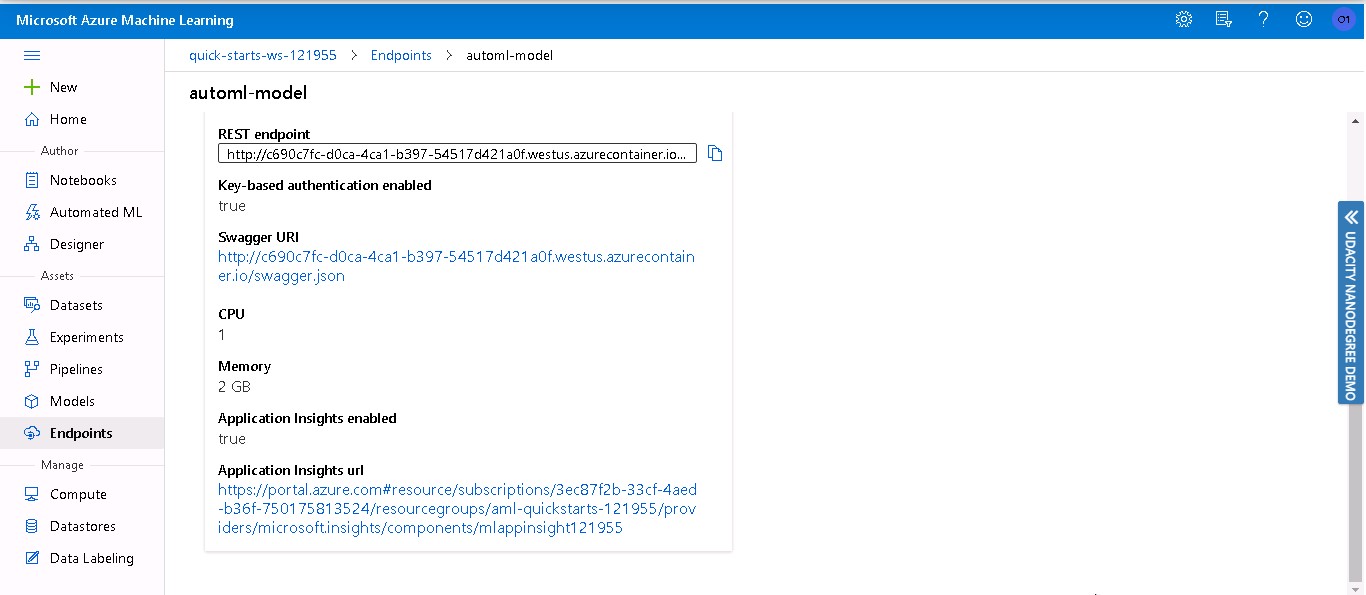 Microsoft Azure Machine Learning
O1
quick-starts-ws-121955 > Endpoints > automl-model
New
Home
Author
Notebooks
Automated ML
Designer
Assets
Datasets
Experiments
Pipelines
Models
Endpoints
Manage
Compute
Datastores
Data Labeling
automl-model
REST endpoint
http://c690c7fc-d0ca-4ca1-b397-54517d421a0f.westus.azurecontainer.io...
Key-based authentication enabled
true
Swagger URI
http://c690c7fc-d0ca-4ca1-b397-54517d421a0f.westus.azurecontain
er.io/swagger.json
CPU
1
Memory
2 GB
Application Insights enabled
true
Application Insights url
https://portal.azure.com#resource/subscriptions/3ec87f2b-33cf-4aed
-b36f-750175813524/resourcegroups/aml-quickstarts-121955/prov
iders/microsoft.insights/components/mlappinsight121955
UDACITY NANODEGREE DEMO